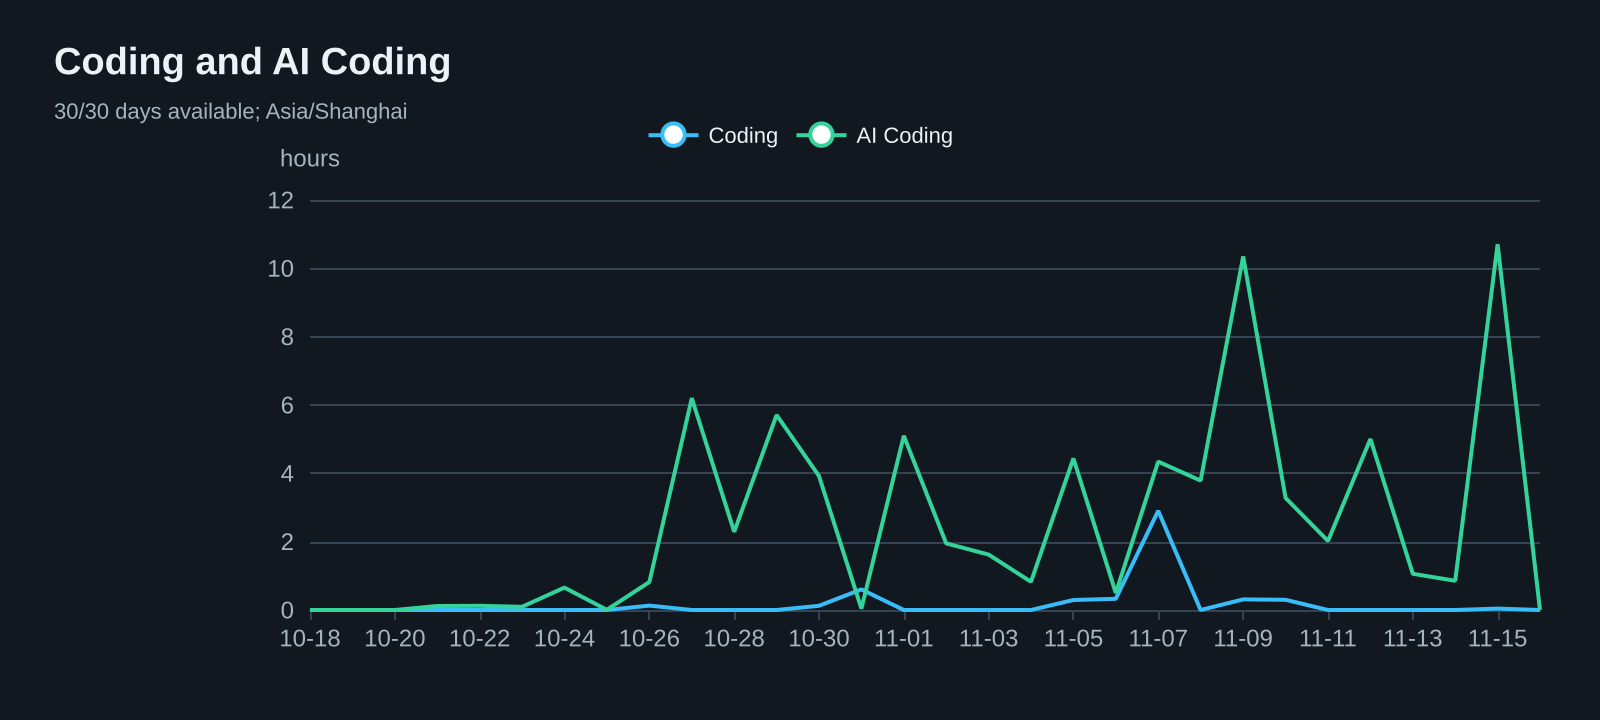 Coding and AI Coding
30/30 days available; Asia/Shanghai
Coding AI Coding
hours
12
10
8
6
4
2
0
10-18 10-20 10-22 10-24 10-26 10-28 10-30 11-01 11-03 11-05 11-07 11-09 11-11 11-13 11-15